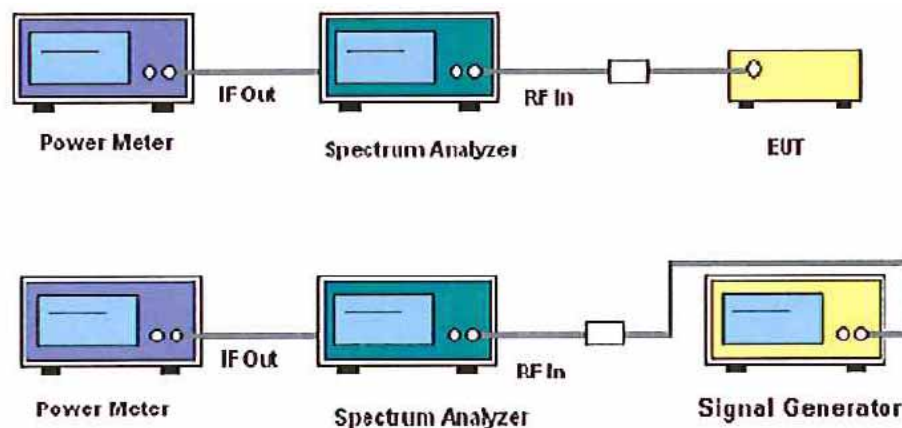 IF Out
RF In
Power Meter
Spectrum Analyzer
EUT
IF Out
RF In
Power Meter
Spectrum Analyzer
Signal Generator